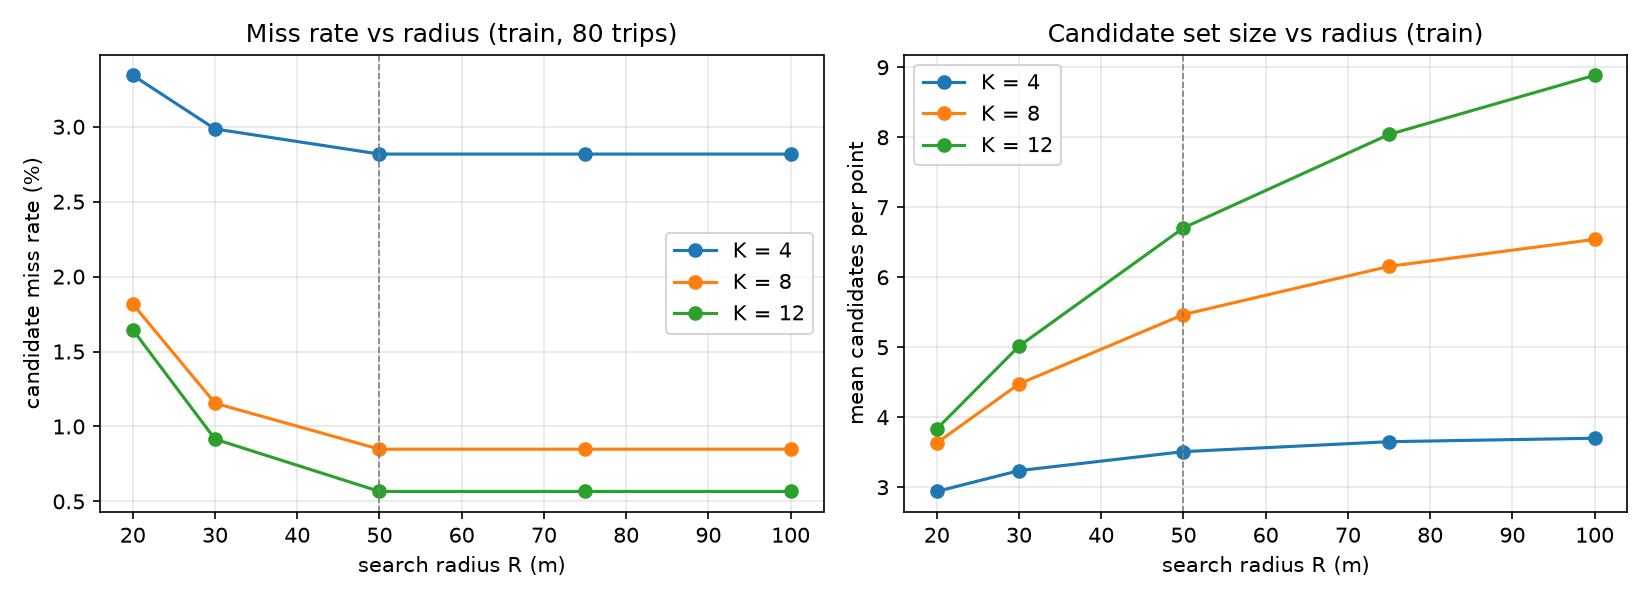 Miss rate vs radius (train, 80 trips)
candidate miss rate (%)
3.0
2.5
2.0
1.5
1.0
0.5
K = 4
K = 8
K = 12
20 30 40 50 60 70 80 90 100
search radius R (m)
Candidate set size vs radius (train)
mean candidates per point
9
8
7
6
5
4
3
K = 4
K = 8
K = 12
20 30 40 50 60 70 80 90 100
search radius R (m)